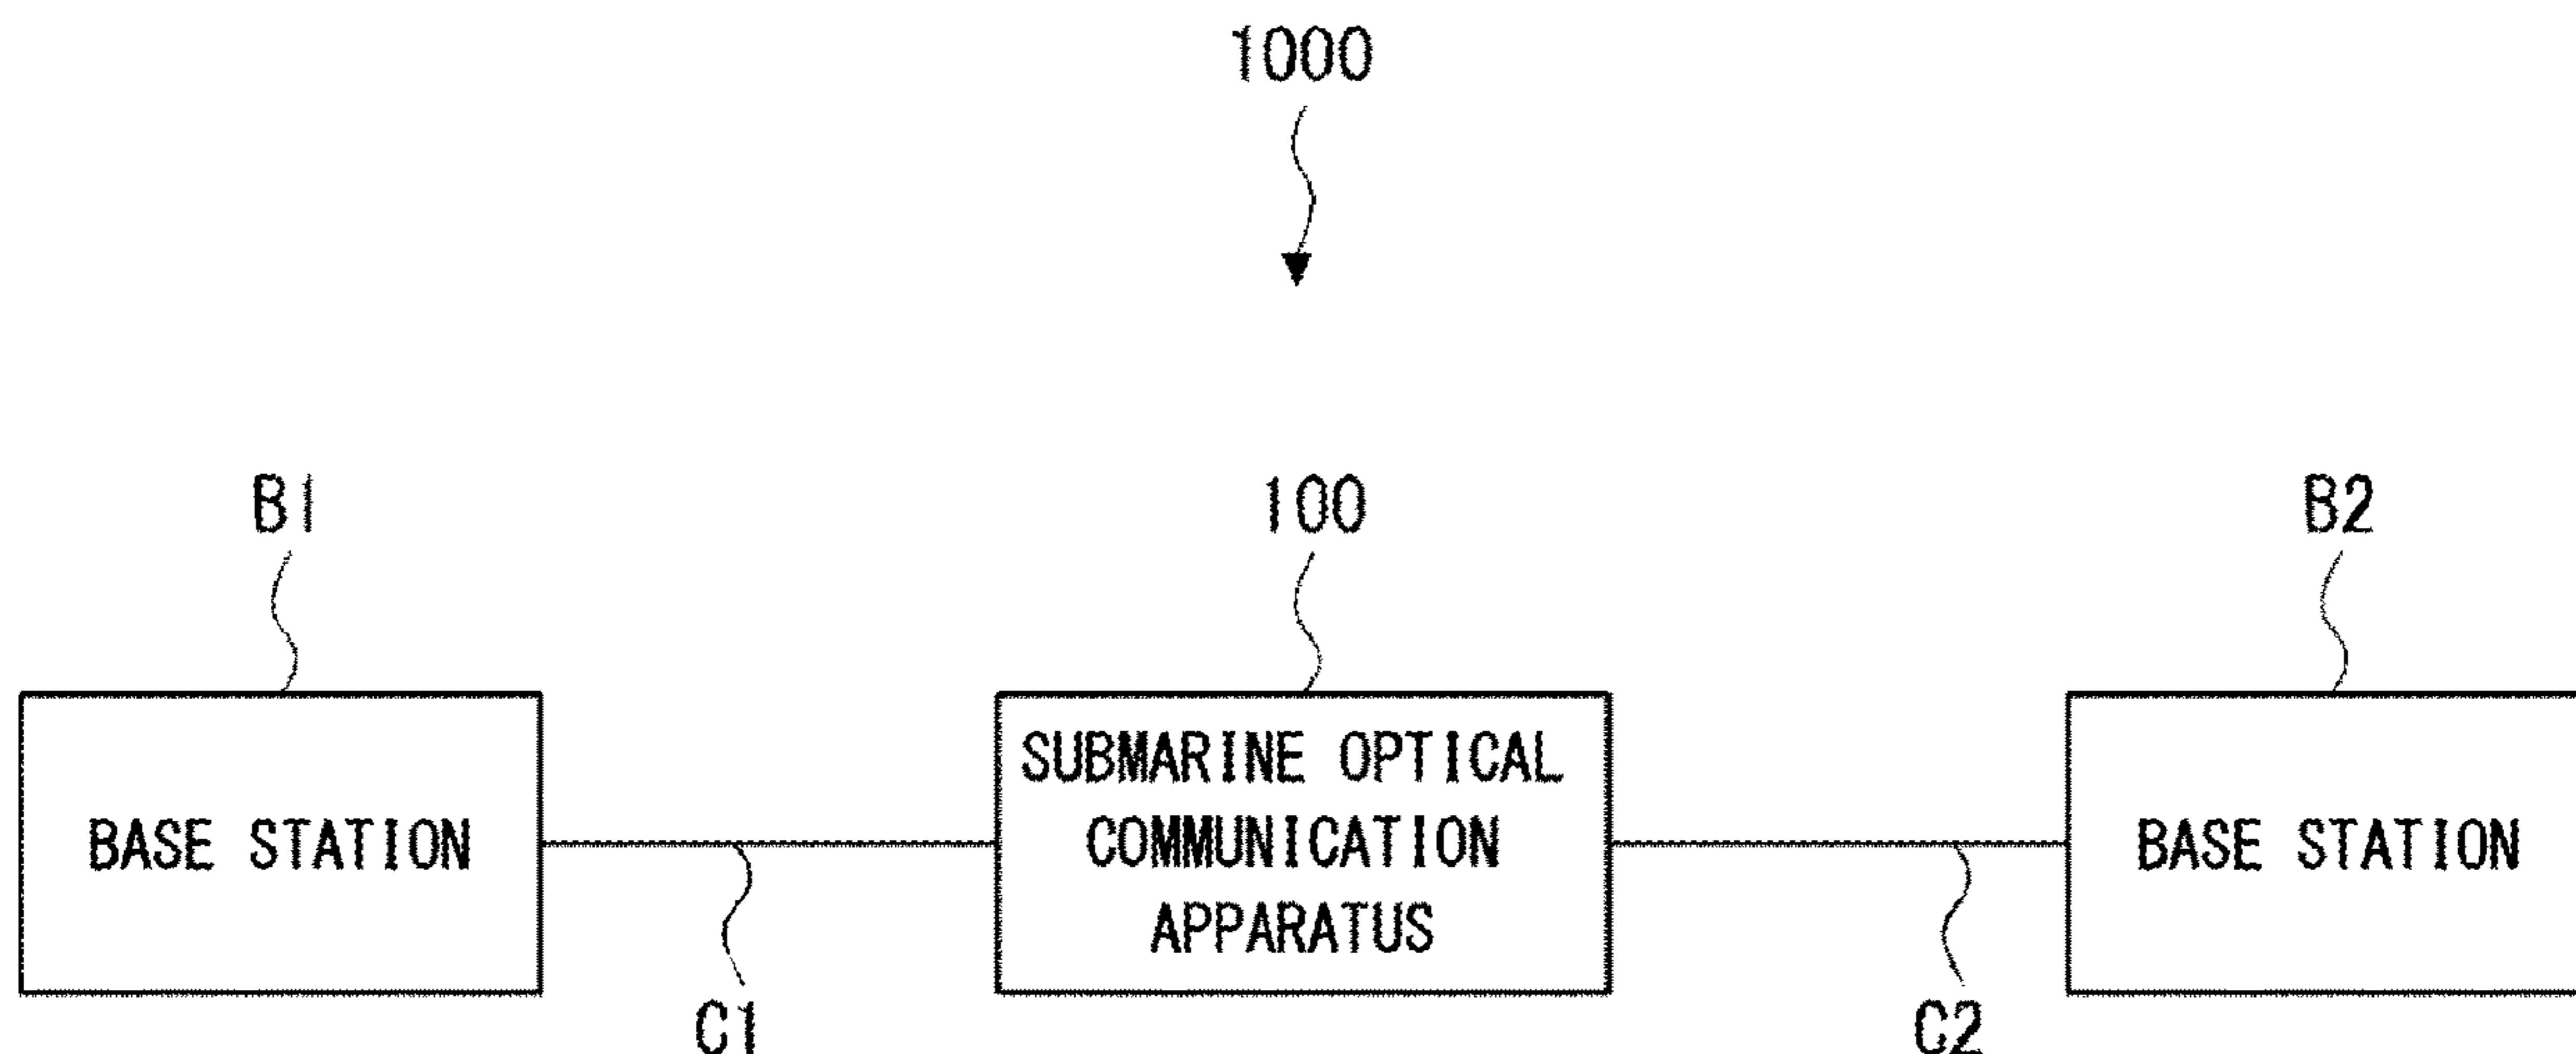 1000
B1
100
B2
BASE STATION
SUBMARINE OPTICAL
COMMUNICATION
APPARATUS
BASE STATION
C1
C2